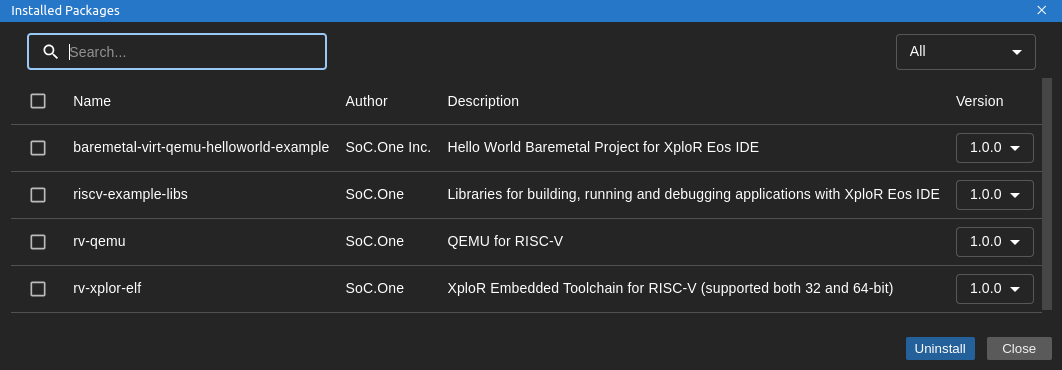 Installed Packages
Search...
All
Name Author Description Version
baremetal-virt-qemu-helloworld-example SoC.One Inc. Hello World Baremetal Project for XploR Eos IDE 1.0.0
riscv-example-libs SoC.One Libraries for building, running and debugging applications with XploR Eos IDE 1.0.0
rv-qemu SoC.One QEMU for RISC-V 1.0.0
rv-xplor-elf SoC.One XploR Embedded Toolchain for RISC-V (supported both 32 and 64-bit) 1.0.0
Uninstall Close